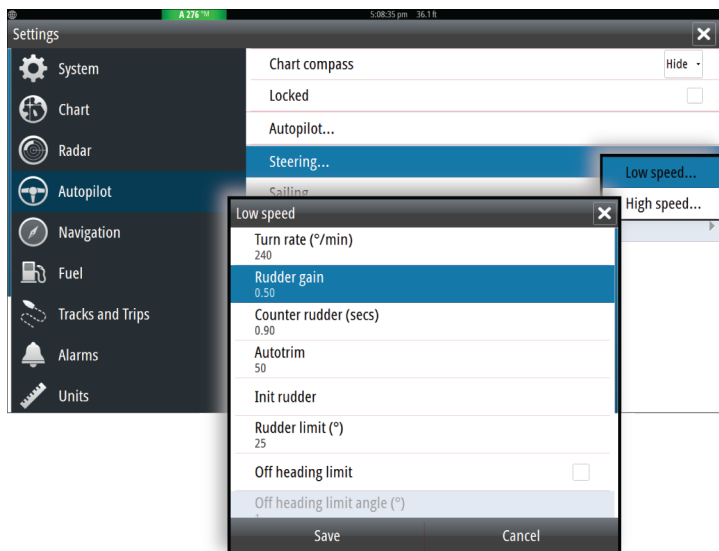 A 276 °M 5:08:35 pm 36.1 ft
Settings
System
Chart
Radar
Autopilot
Navigation
Fuel
Tracks and Trips
Alarms
Units
Chart compass Hide
Locked
Autopilot...
Steering...
Sailing
Low speed...
High speed...
Low speed
Turn rate (°/min)
240
Rudder gain
0.50
Counter rudder (secs)
0.90
Autotrim
50
Init rudder
Rudder limit (°)
25
Off heading limit
Off heading limit angle (°)
Save Cancel